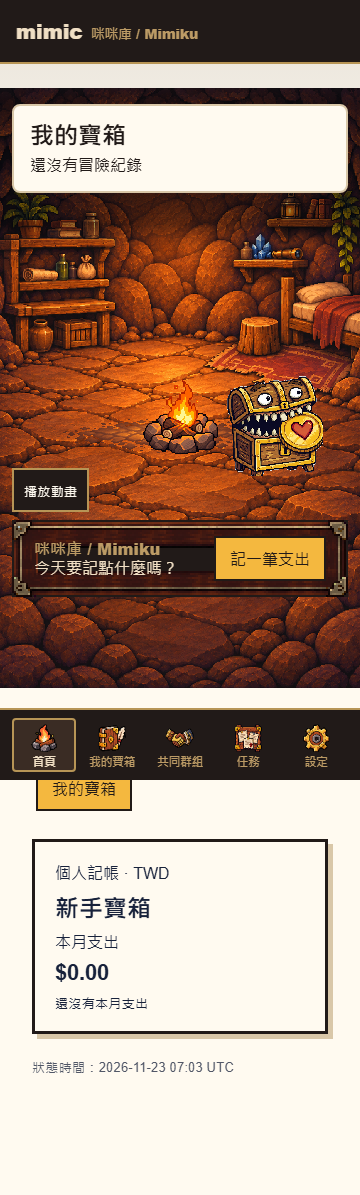 mimic 咪咪庫 / Mimiku
我的寶箱
還沒有冒險紀錄
播放動畫
咪咪庫 / Mimiku
今天要記點什麼嗎？
記一筆支出
首頁
我的寶箱
共同群組
任務
設定
我的寶箱
個人記帳 · TWD
新手寶箱
本月支出
$0.00
還沒有本月支出
狀態時間：2026-11-23 07:03 UTC